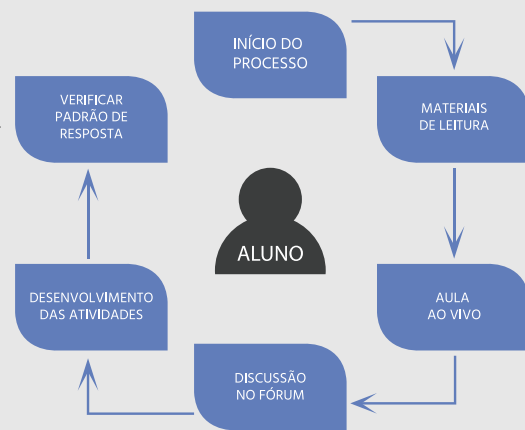 INÍCIO DO
PROCESSO
MATERIAIS
DE LEITURA
AULA
AO VIVO
DISCUSSÃO
NO FÓRUM
DESENVOLVIMENTO
DAS ATIVIDADES
VERIFICAR
PADRÃO DE
RESPOSTA
ALUNO